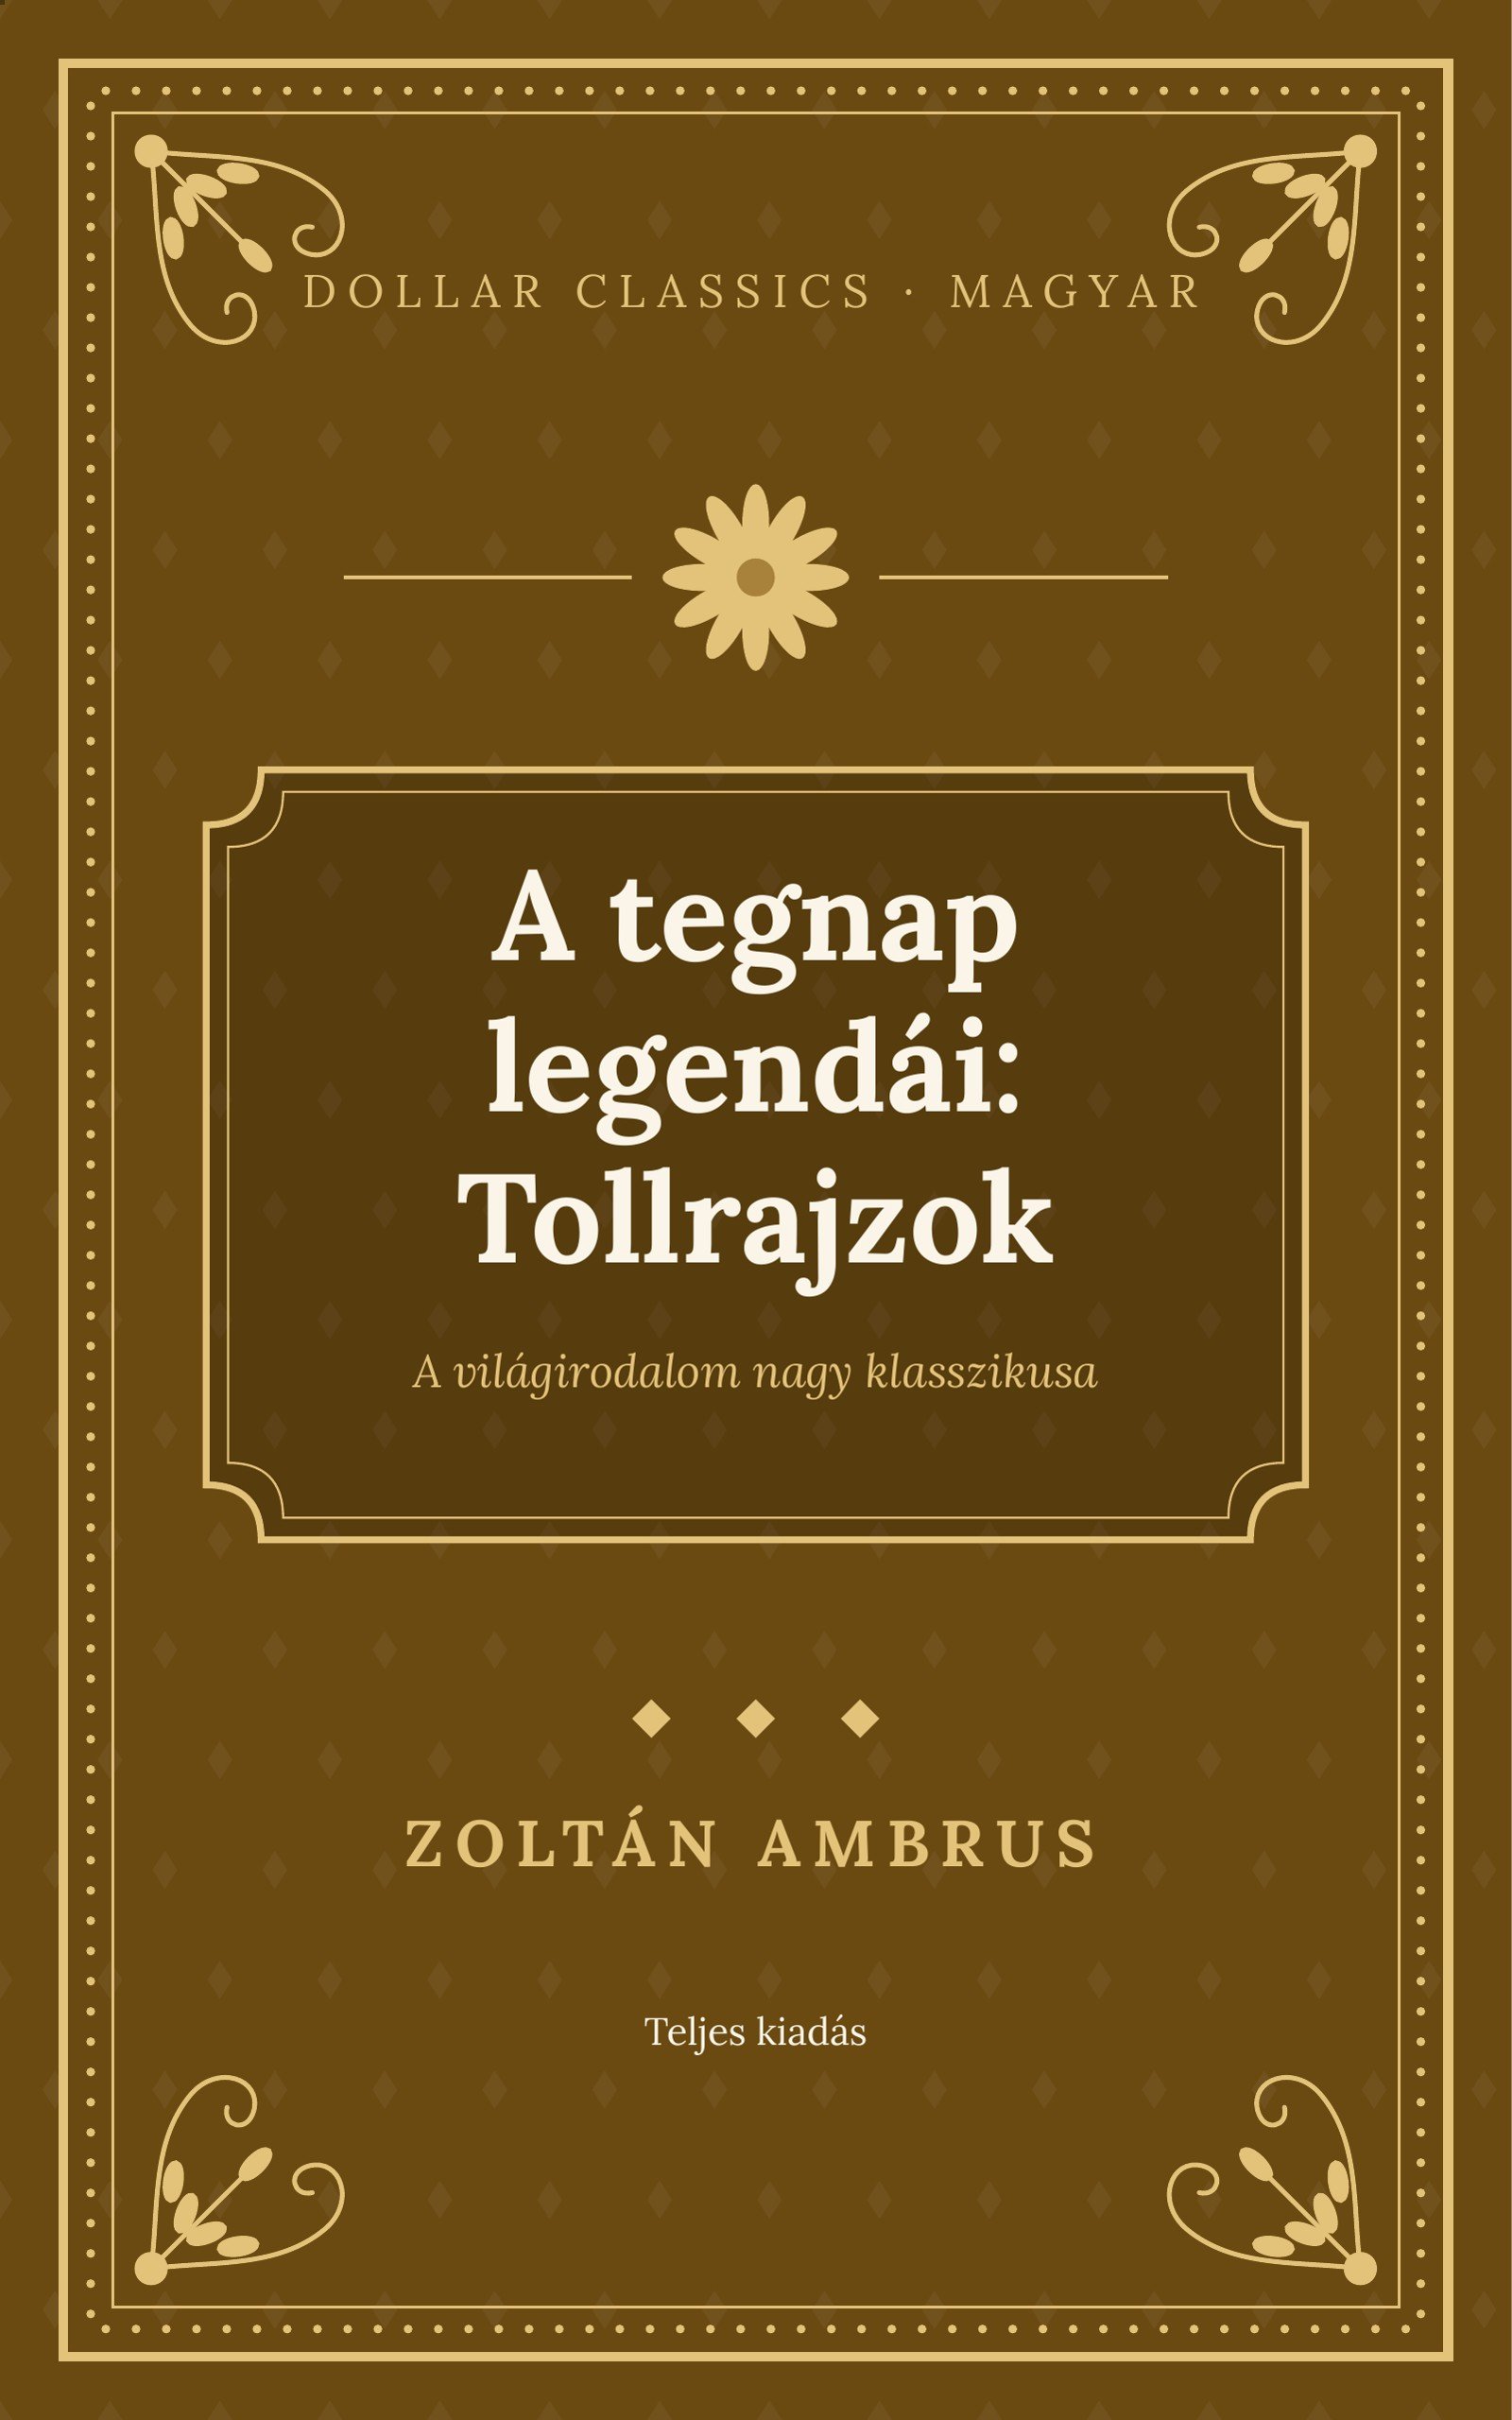 DOLLAR CLASSICS · MAGYAR
A tegnap
legendái:
Tollrajzok
A világirodalom nagy klasszikusa
ZOLTÁN AMBRUS
Teljes kiadás